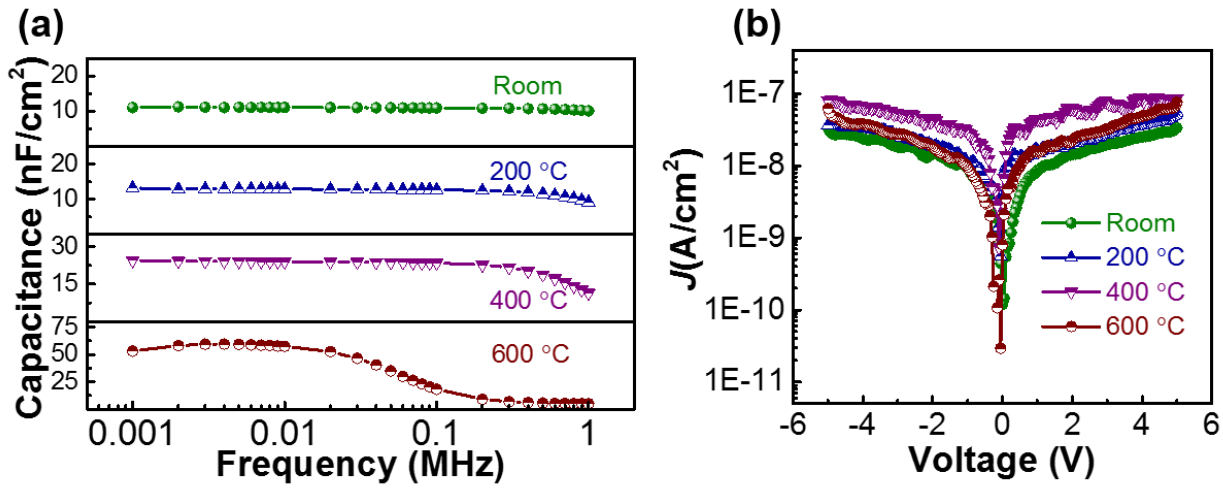 (a)
Capacitance (nF/cm²)
20
10
Room
20
10
200 °C
30
15
400 °C
75
50
25
600 °C
0.001 0.01 0.1 1
Frequency (MHz)
(b)
J(A/cm²)
1E-7
1E-8
1E-9
1E-10
1E-11
Room
200 °C
400 °C
600 °C
-6 -4 -2 0 2 4 6
Voltage (V)